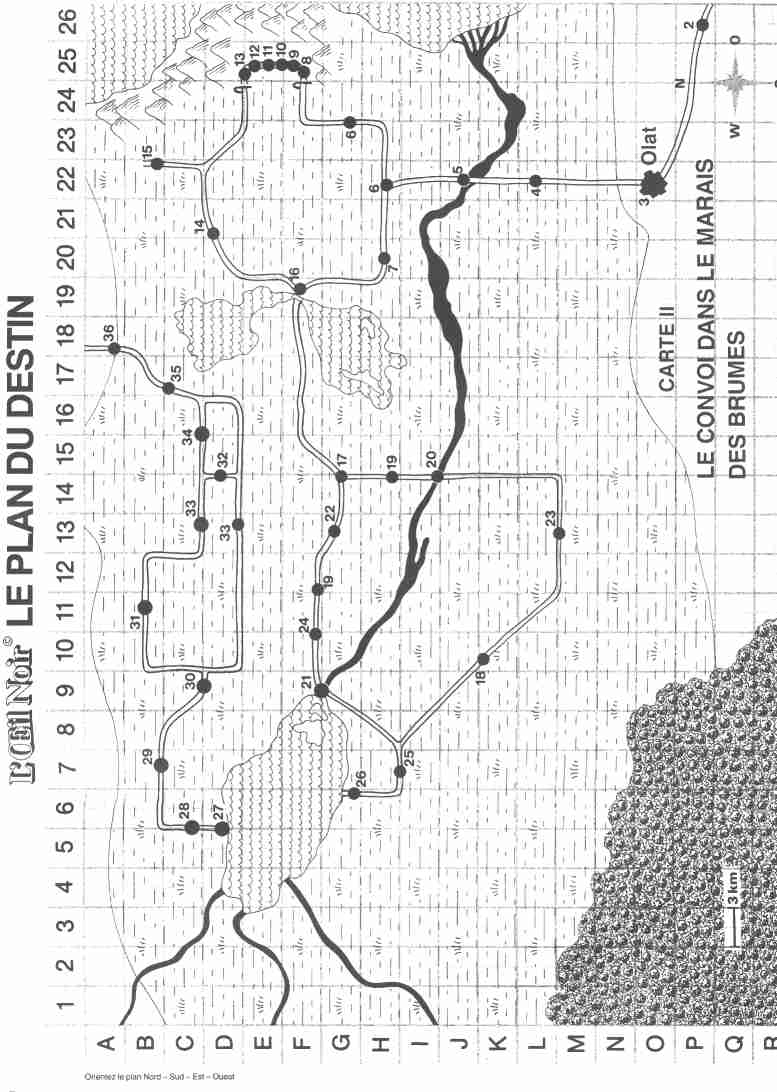 L'Œil Noir© LE PLAN DU DESTIN
1 2 3 4 5 6 7 8 9 10 11 12 13 14 15 16 17 18 19 20 21 22 23 24 25 26
A
B
C
D
E
F
G
H
I
J
K
L
M
N
O
P
Q
R
36
15
13
12
11
10
9
8
6
35
14
16
6
7
5
4
3
Olat
2
34
32
33
33
31
30
29
28
27
17
19
20
22
19
24
21
23
18
25
26
CARTE II
LE CONVOI DANS LE MARAIS
DES BRUMES
N
W
O
3 km
Orientez le plan Nord – Sud – Est – Ouest